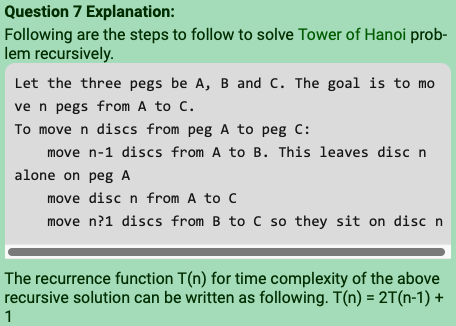 Question 7 Explanation:
Following are the steps to follow to solve Tower of Hanoi prob-
lem recursively.
Let the three pegs be A, B and C. The goal is to mo
ve n pegs from A to C.
To move n discs from peg A to peg C:
    move n-1 discs from A to B. This leaves disc n
alone on peg A
    move disc n from A to C
    move n?1 discs from B to C so they sit on disc n
The recurrence function T(n) for time complexity of the above
recursive solution can be written as following. T(n) = 2T(n-1) +
1